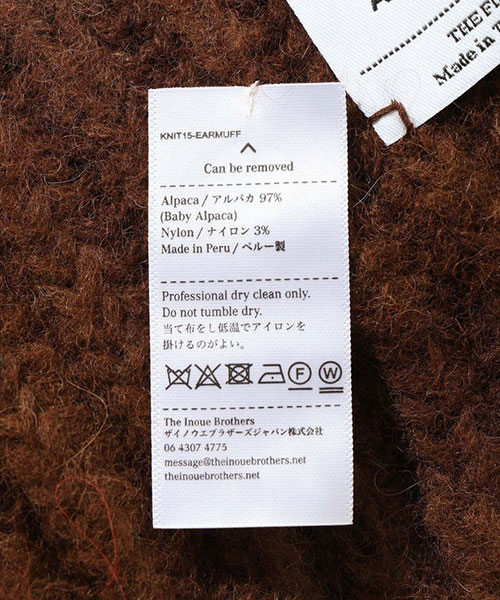 THE
Made in
KNIT15-EARMUFF
Can be removed
Alpaca / アルパカ 97%
(Baby Alpaca)
Nylon / ナイロン 3%
Made in Peru / ペルー製
Professional dry clean only.
Do not tumble dry.
当て布をし低温でアイロンを
掛けるのがよい。
F W
The Inoue Brothers
ザイノウエブラザーズジャパン株式会社
06 4307 4775
message@theinouebrothers.net
theinouebrothers.net